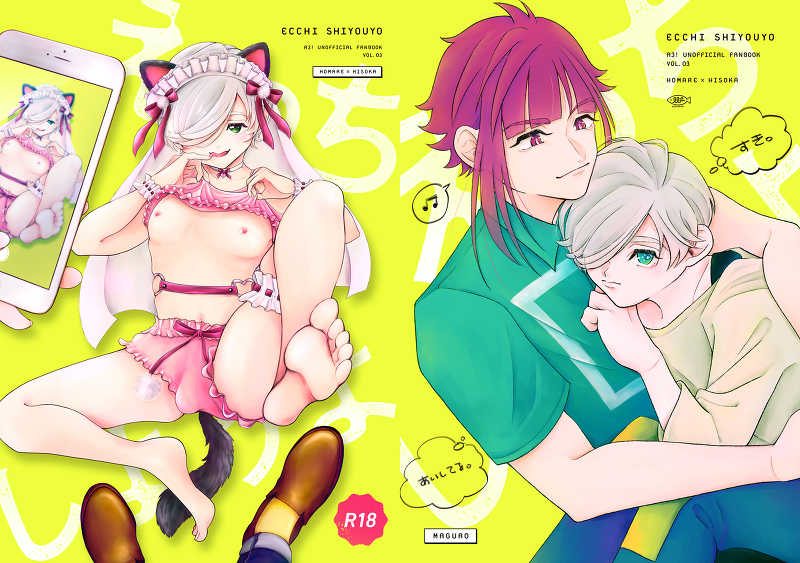 ECCHI SHIYOUYO
A3! UNOFFICIAL FANBOOK
VOL.03
HOMARE × HISOKA
R18
ECCHI SHIYOUYO
A3! UNOFFICIAL FANBOOK
VOL.03
HOMARE × HISOKA
すき。
あいしてる。
MAGURO